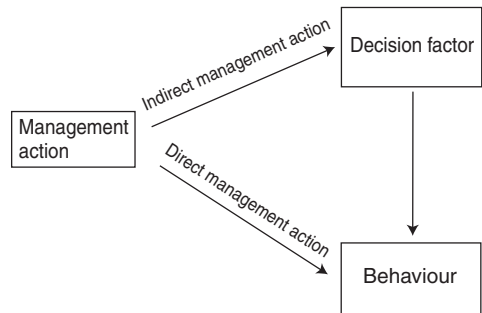 Decision factor
Indirect management action
Management
action
Direct management action
Behaviour